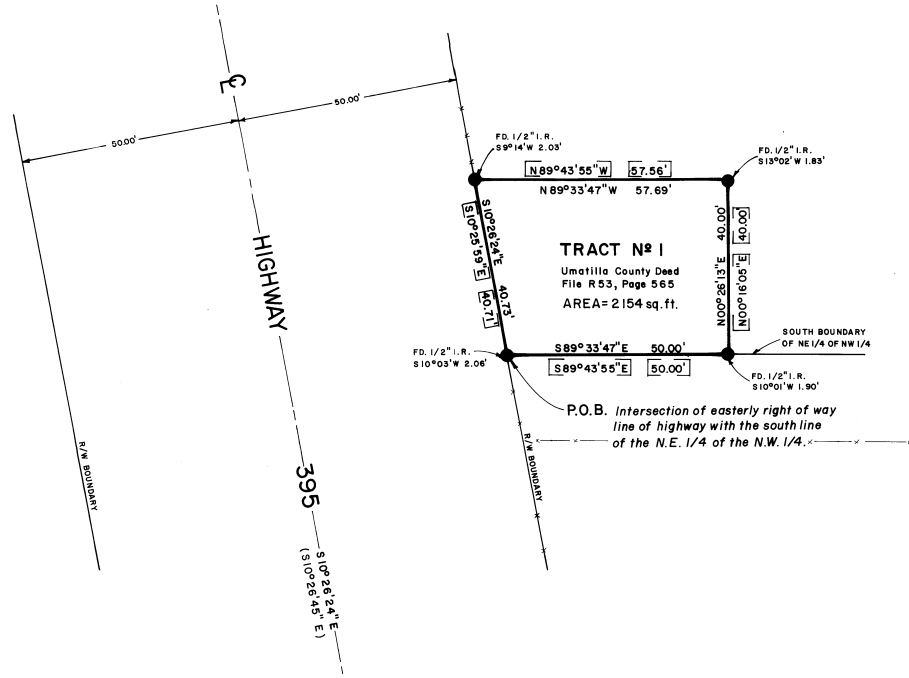 ℄
50.00'
50.00'
FD. 1/2" I.R.
S9°14'W 2.03'
FD. 1/2" I.R.
S13°02'W 1.83'
[N89°43'55"W] [57.56']
N89°33'47"W 57.69'
S10°26'24"E 40.73'
[S10°25'59"E] [40.71']
N00°26'13"E 40.00'
[N00°16'05"E] [40.00']
TRACT Nº 1
Umatilla County Deed
File R53, Page 565
AREA = 2154 sq. ft.
HIGHWAY
395
SOUTH BOUNDARY
OF NE 1/4 OF NW 1/4
S89°33'47"E 50.00'
[S89°43'55"E] [50.00']
FD. 1/2" I.R.
S10°03'W 2.06'
FD. 1/2" I.R.
S10°01'W 1.90'
P.O.B. Intersection of easterly right of way
line of highway with the south line
of the N.E. 1/4 of the N.W. 1/4.
R/W BOUNDARY
R/W BOUNDARY
S10°26'24"E
(S10°26'45"E)